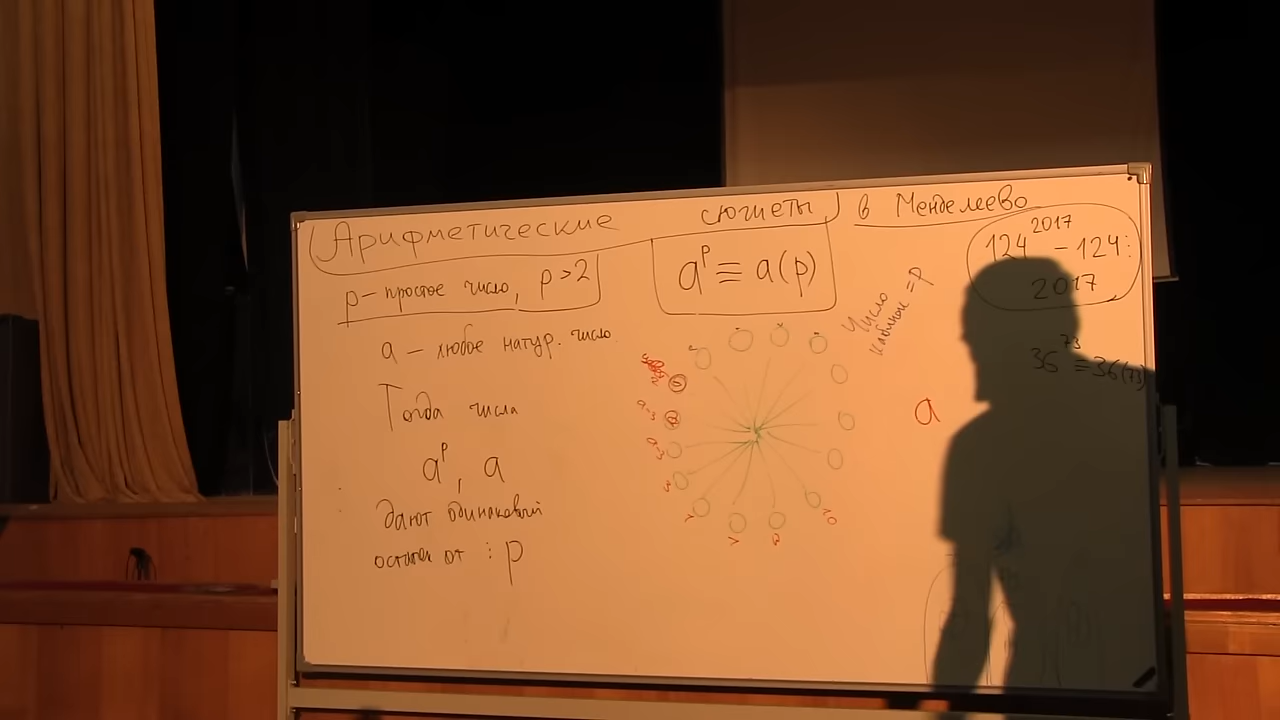 Арифметические сюжеты в Менделеево
p – простое число, p > 2
a – любое натур. число.
Тогда числа
a^p, a
дают одинаковый
остаток от : p
a^p ≡ a (p)
Число
кабинок = p
a
124^2017 – 124 :
2017
36^73 ≡ 36 (73)
10